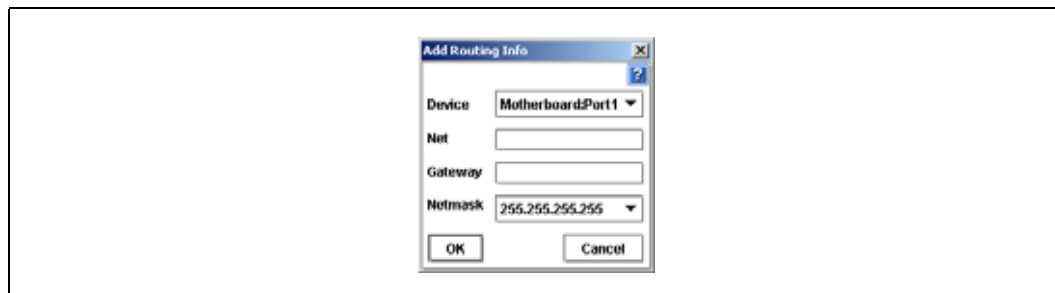 Add Routing Info
?
Device Motherboard:Port1
Net
Gateway
Netmask 255.255.255.255
OK Cancel